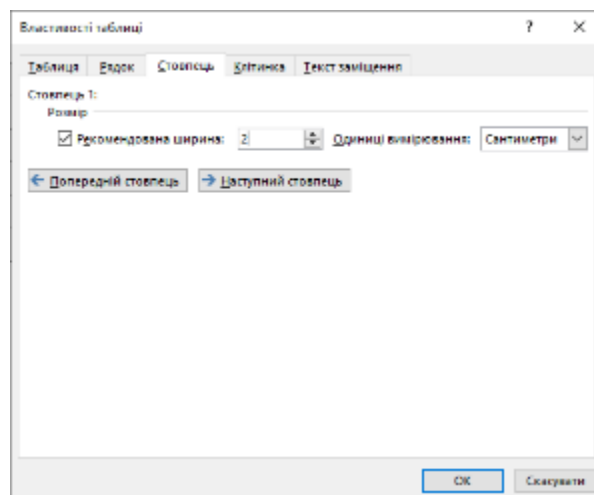 Властивості таблиці ?
Таблиця Рядок Стовпець Клітинка Текст заміщення
Стовпець 1:
Розмір
Рекомендована ширина: 2 Одиниці вимірювання: Сантиметри
Попередній стовпець Наступний стовпець
ОК Скасувати